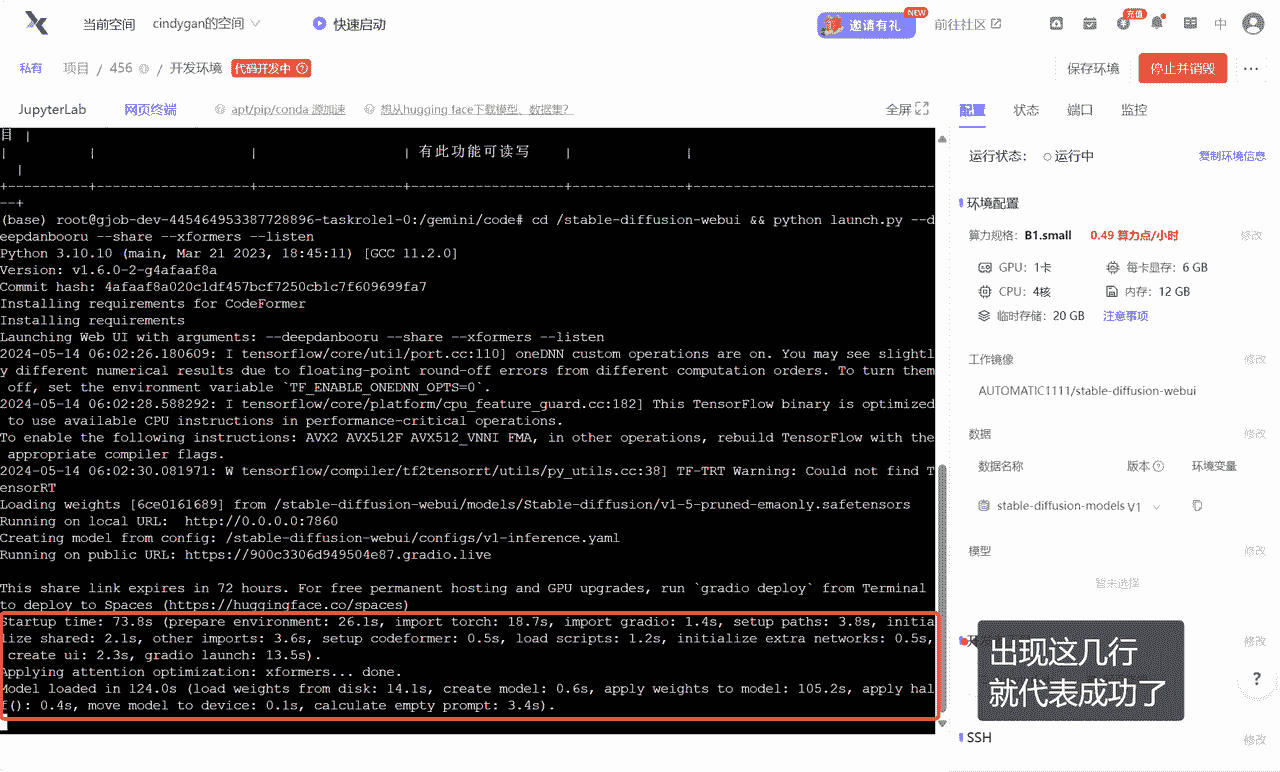 当前空间 cindygan的空间 快速启动 邀请有礼 NEW 前往社区 充值 中
私有 项目 / 456 / 开发环境 代码开发中 保存环境 停止并销毁 ...
JupyterLab 网页终端 apt/pip/conda 源加速 想从hugging face下载模型、数据集? 全屏 配置 状态 端口 监控
目 |
| | | | 有此功能可读写 | |
|
+----------+-----------------+----------------+-----------------+------------+--------------------------
--+
(base) root@gjob-dev-445464953387728896-taskrole1-0:/gemini/code# cd /stable-diffusion-webui && python launch.py --d
eepdanbooru --share --xformers --listen
Python 3.10.10 (main, Mar 21 2023, 18:45:11) [GCC 11.2.0]
Version: v1.6.0-2-g4afaaf8a
Commit hash: 4afaaf8a020c1df457bcf7250cb1c7f609699fa7
Installing requirements for CodeFormer
Installing requirements
Launching Web UI with arguments: --deepdanbooru --share --xformers --listen
2024-05-14 06:02:26.180609: I tensorflow/core/util/port.cc:110] oneDNN custom operations are on. You may see slightl
y different numerical results due to floating-point round-off errors from different computation orders. To turn them
off, set the environment variable `TF_ENABLE_ONEDNN_OPTS=0`.
2024-05-14 06:02:28.588292: I tensorflow/core/platform/cpu_feature_guard.cc:182] This TensorFlow binary is optimized
to use available CPU instructions in performance-critical operations.
To enable the following instructions: AVX2 AVX512F AVX512_VNNI FMA, in other operations, rebuild TensorFlow with the
appropriate compiler flags.
2024-05-14 06:02:30.081971: W tensorflow/compiler/tf2tensorrt/utils/py_utils.cc:38] TF-TRT Warning: Could not find T
ensorRT
Loading weights [6ce0161689] from /stable-diffusion-webui/models/Stable-diffusion/v1-5-pruned-emaonly.safetensors
Running on local URL:  http://0.0.0.0:7860
Creating model from config: /stable-diffusion-webui/configs/v1-inference.yaml
Running on public URL: https://900c3306d949504e87.gradio.live
This share link expires in 72 hours. For free permanent hosting and GPU upgrades, run `gradio deploy` from Terminal
to deploy to Spaces (https://huggingface.co/spaces)
Startup time: 73.8s (prepare environment: 26.1s, import torch: 18.7s, import gradio: 1.4s, setup paths: 3.8s, initia
lize shared: 2.1s, other imports: 3.6s, setup codeformer: 0.5s, load scripts: 1.2s, initialize extra networks: 0.5s,
create ui: 2.3s, gradio launch: 13.5s).
Applying attention optimization: xformers... done.
Model loaded in 124.0s (load weights from disk: 14.1s, create model: 0.6s, apply weights to model: 105.2s, apply hal
f(): 0.4s, move model to device: 0.1s, calculate empty prompt: 3.4s).
运行状态： 运行中 复制环境信息
环境配置
算力规格：B1.small 0.49 算力点/小时 修改
GPU：1卡 每卡显存：6 GB
CPU：4核 内存：12 GB
临时存储：20 GB 注意事项
工作镜像 修改
AUTOMATIC1111/stable-diffusion-webui
数据 修改
数据名称 版本 环境变量
stable-diffusion-models V1
模型 修改
暂未选择
开 修改
出现这几行
就代表成功了
?
SSH 修改